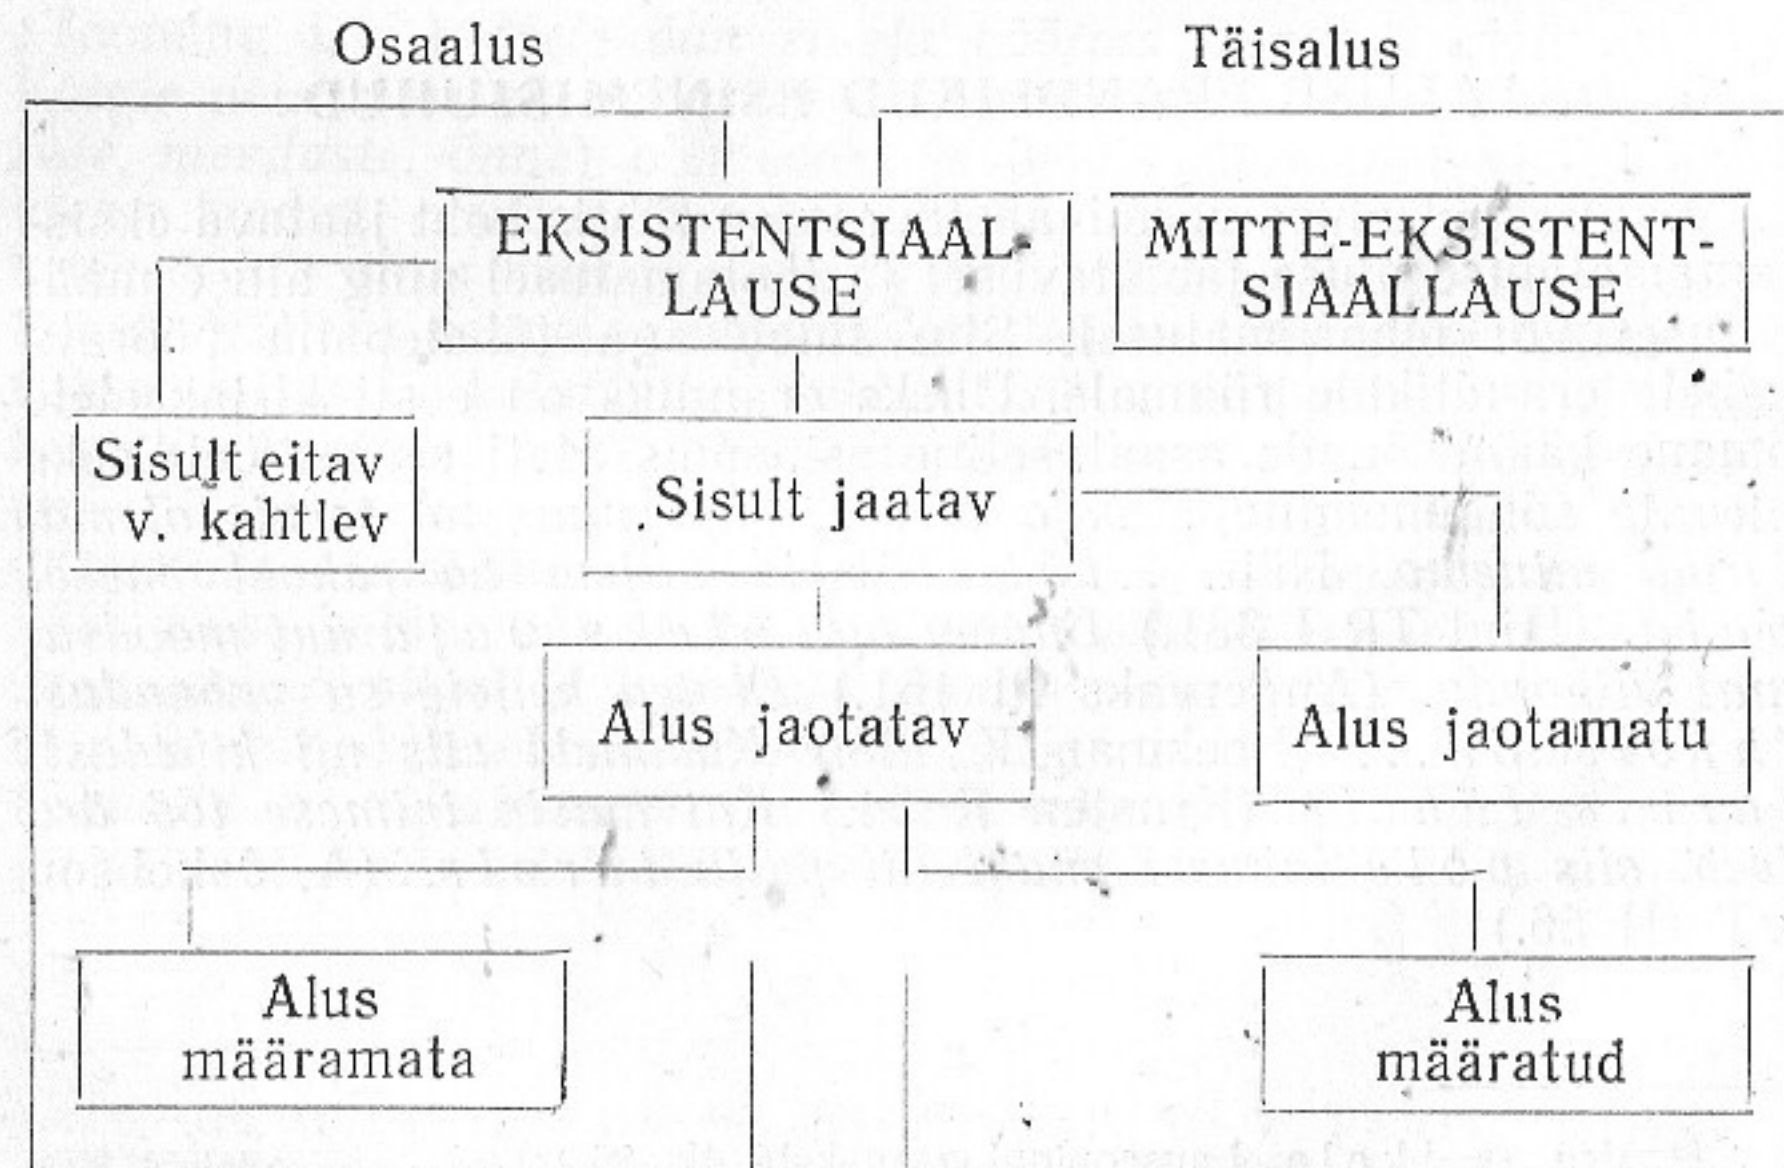 Osaalus
Täisalus
EKSISTENTSIAAL-
LAUSE
MITTE-EKSISTENT-
SIAALLAUSE
Sisult eitav
v. kahtlev
Sisult jaatav
Alus jaotatav
Alus jaotamatu
Alus
määramata
Alus
määratud